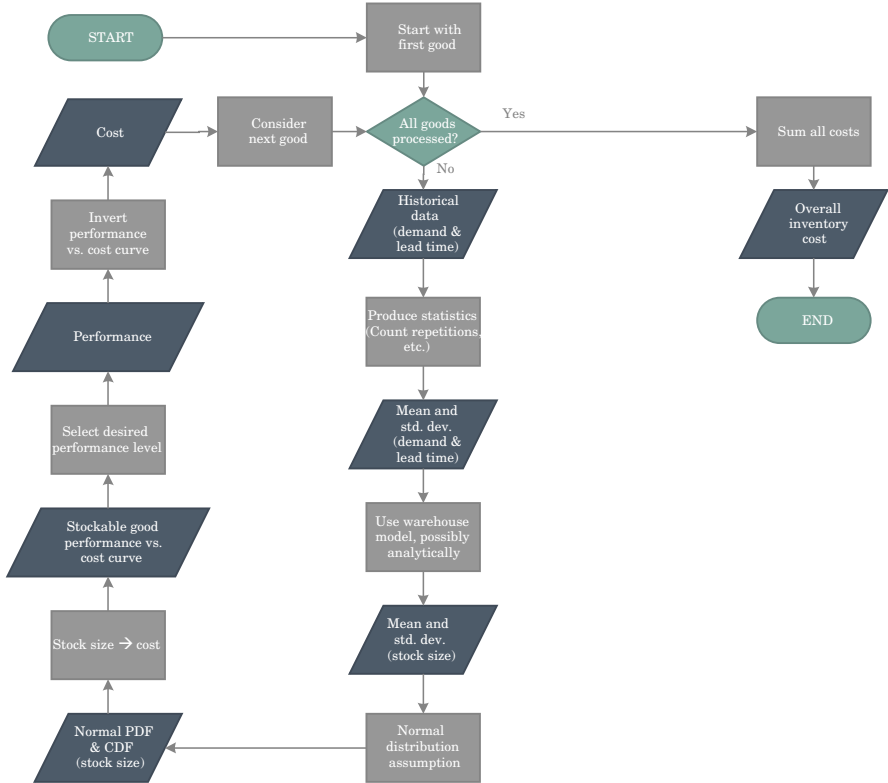 START
Start with
first good
Cost
Consider
next good
All goods
processed?
Yes
Sum all costs
No
Invert
performance
vs. cost curve
Historical
data
(demand &
lead time)
Overall
inventory
cost
Performance
Produce statistics
(Count repetitions,
etc.)
END
Select desired
performance level
Mean and
std. dev.
(demand &
lead time)
Stockable good
performance vs.
cost curve
Use warehouse
model, possibly
analytically
Stock size → cost
Mean and
std. dev.
(stock size)
Normal PDF
& CDF
(stock size)
Normal
distribution
assumption